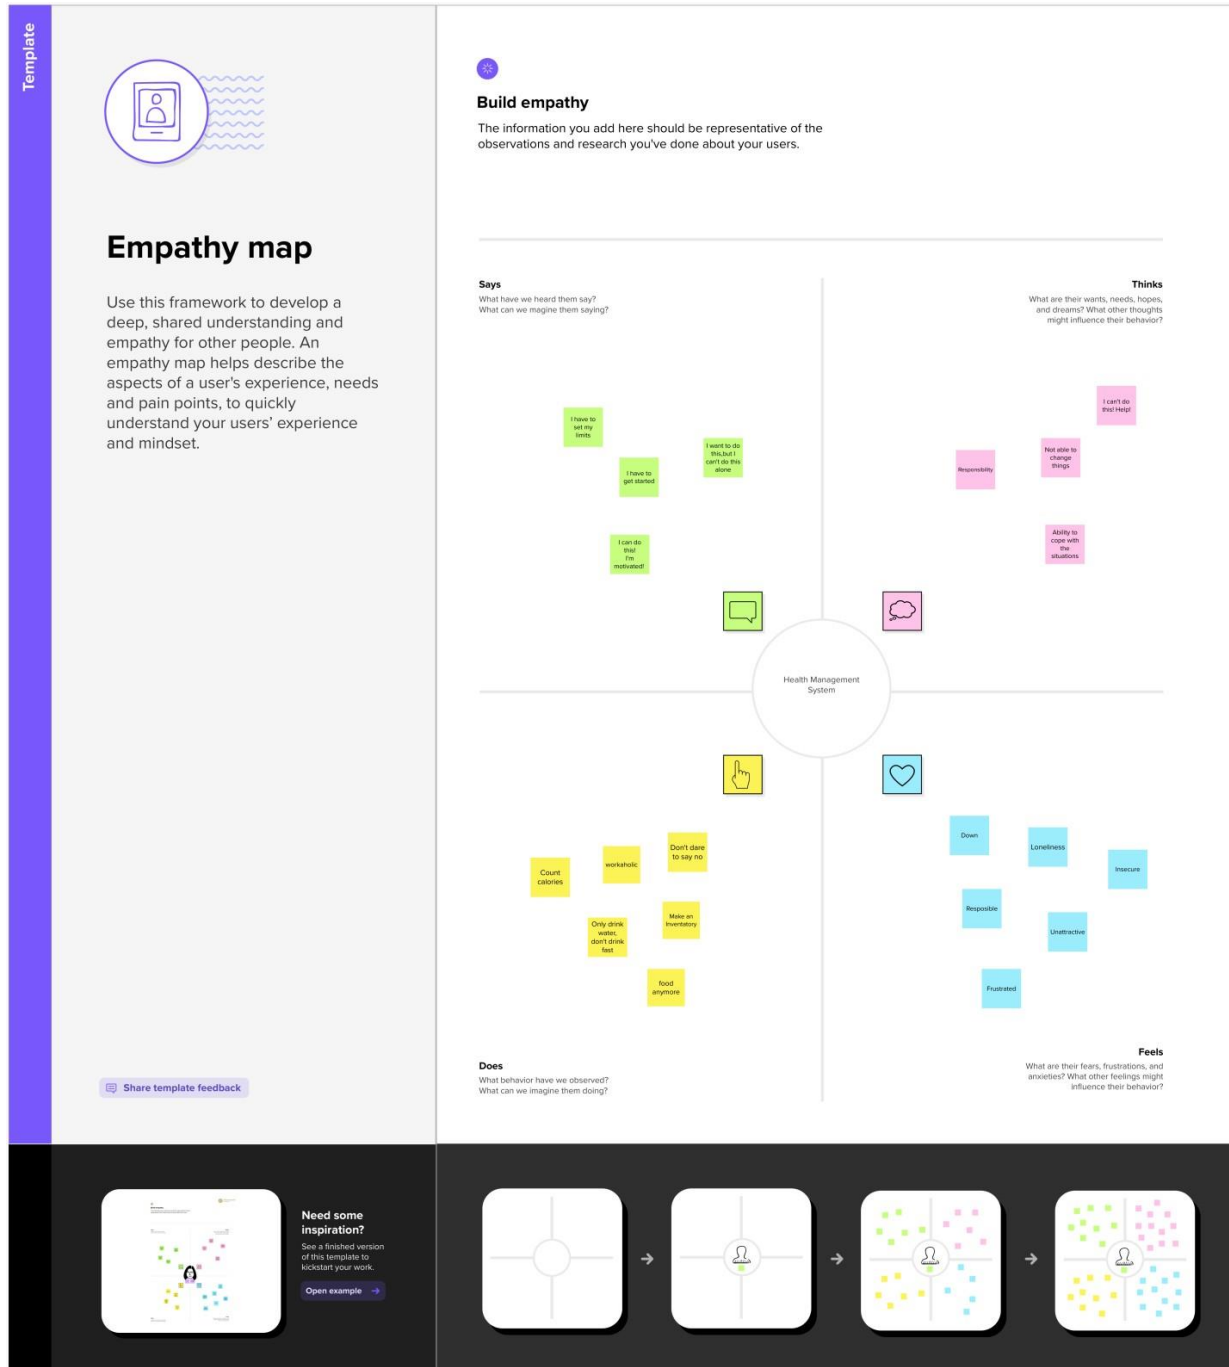 Template
Empathy map
Use this framework to develop a
deep, shared understanding and
empathy for other people. An
empathy map helps describe the
aspects of a user's experience, needs
and pain points, to quickly
understand your users' experience
and mindset.
Share template feedback
Build empathy
The information you add here should be representative of the
observations and research you've done about your users.
Says
What have we heard them say?
What can we magine them saying?
I have to
set my
limits
I have to
get started
I want to do
this,but I
can't do this
alone
I can do
this!
I'm
motivated!
Thinks
What are their wants, needs, hopes,
and dreams? What other thoughts
might influence their behavior?
I can't do
this! Help!
Not able to
change
things
Ability to
cope with
the
situations
Health Management
System
Count
calories
workaholic
Don't dare
to say no
Only drink
water,
don't drink
fast
Make an
Inventatory
food
anymore
Does
What behavior have we observed?
What can we imagine them doing?
Down
Loneliness
Insecure
Resposible
Unattractive
Frustrated
Feels
What are their fears, frustrations, and
anxieties? What other feelings might
influence their behavior?
Need some
inspiration?
See a finished version
of this template to
kickstart your work.
Open example